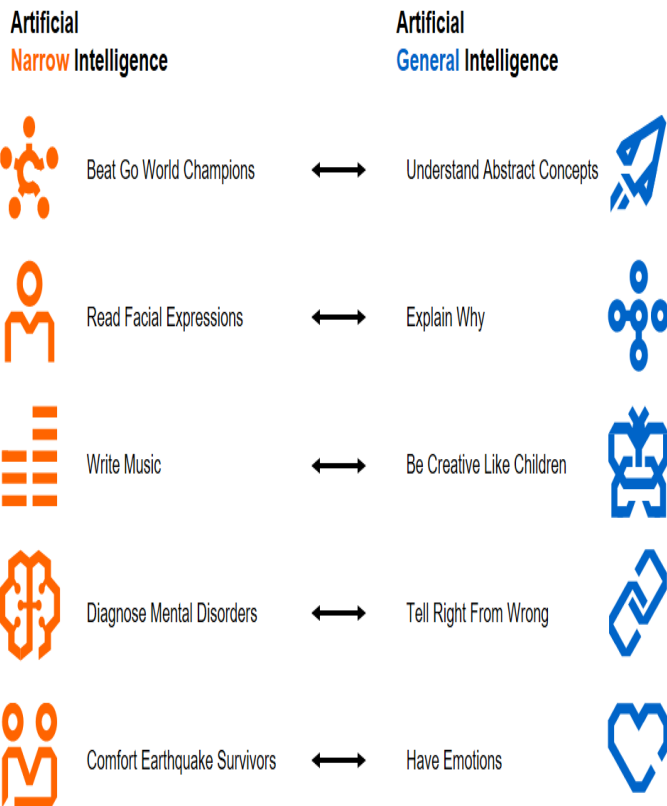 Artificial
Narrow Intelligence
Artificial
General Intelligence
Beat Go World Champions
Understand Abstract Concepts
Read Facial Expressions
Explain Why
Write Music
Be Creative Like Children
Diagnose Mental Disorders
Tell Right From Wrong
Comfort Earthquake Survivors
Have Emotions